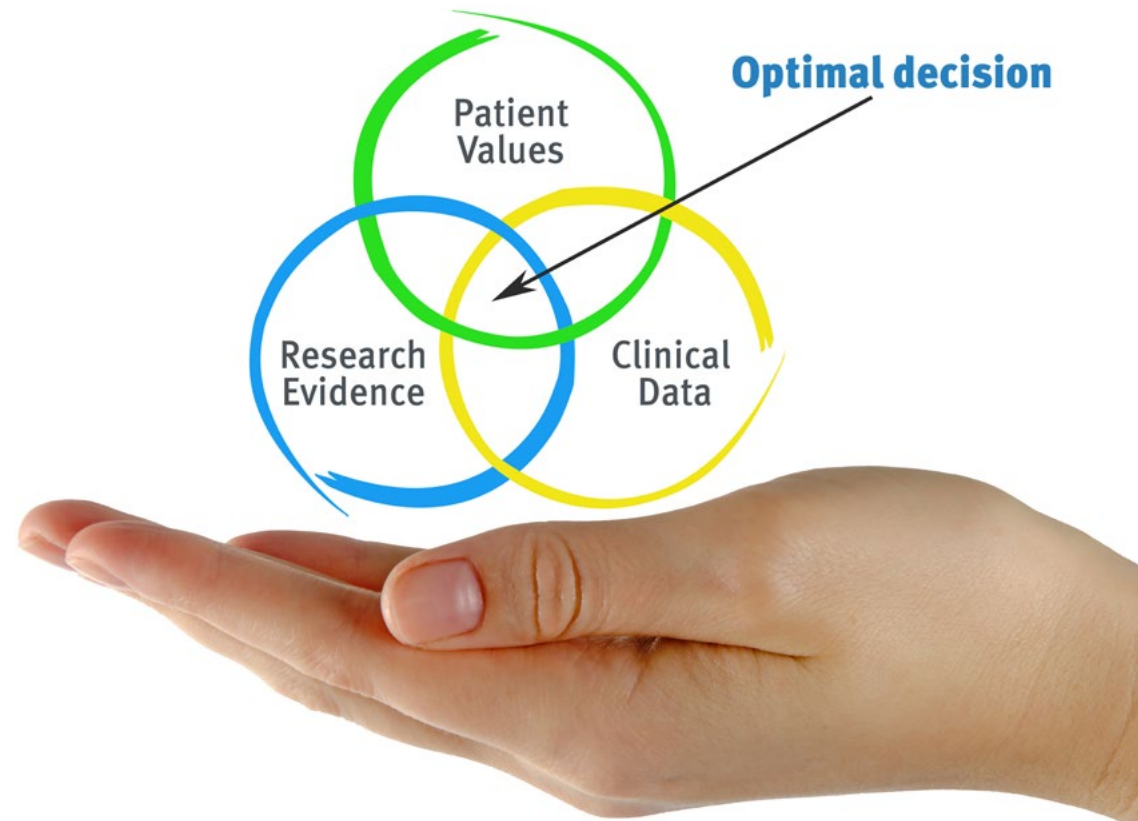 Optimal decision
Patient
Values
Research
Evidence
Clinical
Data